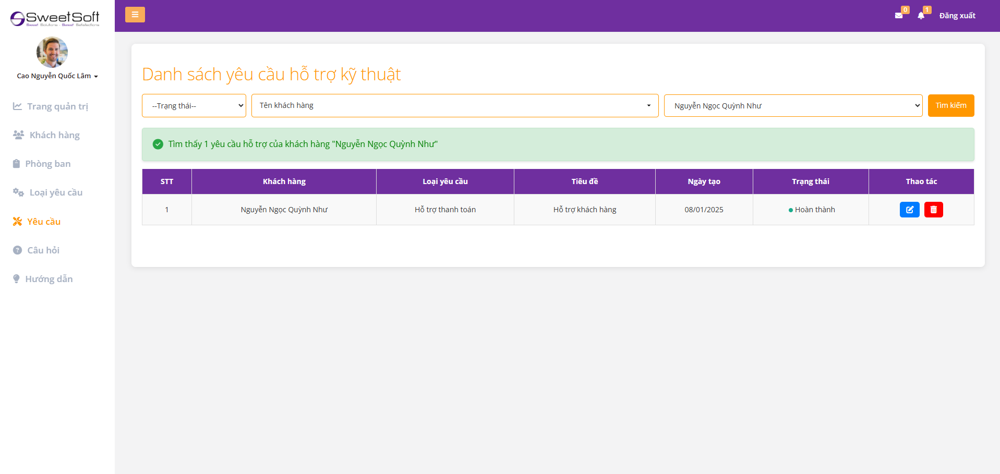 SweetSoft
Sweet Solutions - Sweet Satisfactions
Cao Nguyễn Quốc Lâm
Trang quản trị
Khách hàng
Phòng ban
Loại yêu cầu
Yêu cầu
Câu hỏi
Hướng dẫn
0
1
Đăng xuất
Danh sách yêu cầu hỗ trợ kỹ thuật
--Trạng thái--
Tên khách hàng
Nguyễn Ngọc Quỳnh Như
Tìm kiếm
Tìm thấy 1 yêu cầu hỗ trợ của khách hàng "Nguyễn Ngọc Quỳnh Như"
STT Khách hàng Loại yêu cầu Tiêu đề Ngày tạo Trạng thái Thao tác
1 Nguyễn Ngọc Quỳnh Như Hỗ trợ thanh toán Hỗ trợ khách hàng 08/01/2025 Hoàn thành